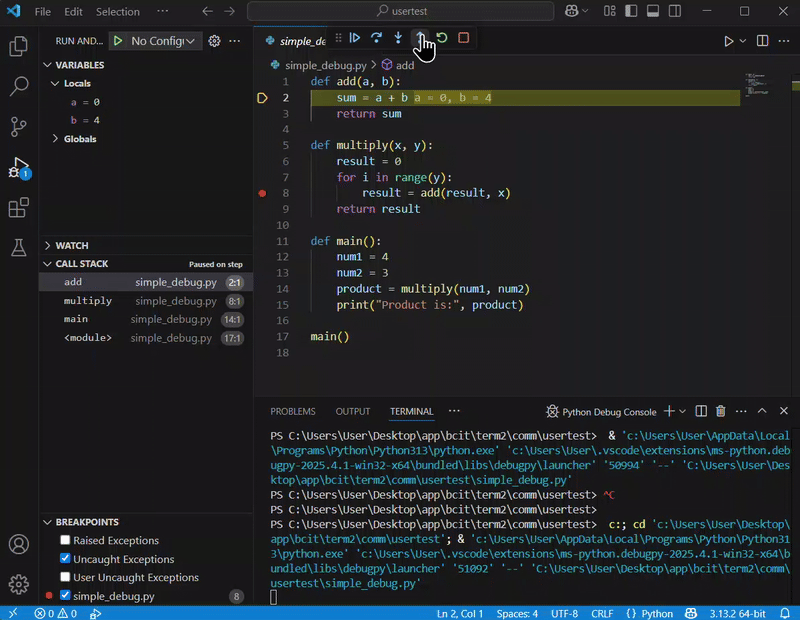 File Edit Selection ··· usertest
RUN AND... No Configu ···
VARIABLES
Locals
a = 0
b = 4
Globals
WATCH
CALL STACK Paused on step
add simple_debug.py 2:1
multiply simple_debug.py 8:1
main simple_debug.py 14:1
<module> simple_debug.py 17:1
BREAKPOINTS
Raised Exceptions
Uncaught Exceptions
User Uncaught Exceptions
simple_debug.py 8
1
simple_de
simple_debug.py > add
1 def add(a, b):
2 sum = a + b a = 0, b = 4
3 return sum
4
5 def multiply(x, y):
6 result = 0
7 for i in range(y):
8 result = add(result, x)
9 return result
10
11 def main():
12 num1 = 4
13 num2 = 3
14 product = multiply(num1, num2)
15 print("Product is:", product)
16
17 main()
18
PROBLEMS OUTPUT TERMINAL ··· Python Debug Console ···
PS C:\Users\User\Desktop\app\bcit\term2\comm\usertest> & 'c:\Users\User\AppData\Local
\Programs\Python\Python313\python.exe' 'c:\Users\User\.vscode\extensions\ms-python.de
bugpy-2025.4.1-win32-x64\bundled\libs\debugpy\launcher' '50994' '--' 'C:\Users\User\Des
ktop\app\bcit\term2\comm\usertest\simple_debug.py'
PS C:\Users\User\Desktop\app\bcit\term2\comm\usertest> ^C
PS C:\Users\User\Desktop\app\bcit\term2\comm\usertest>
PS C:\Users\User\Desktop\app\bcit\term2\comm\usertest> c:; cd 'c:\Users\User\Desktop\
app\bcit\term2\comm\usertest'; & 'c:\Users\User\AppData\Local\Programs\Python\Python31
3\python.exe' 'c:\Users\User\.vscode\extensions\ms-python.debugpy-2025.4.1-win32-x64\b
undled\libs\debugpy\launcher' '51092' '--' 'C:\Users\User\Desktop\app\bcit\term2\comm\
usertest\simple_debug.py'
0 0 Ln 2, Col 1 Spaces: 4 UTF-8 CRLF {} Python 3.13.2 64-bit